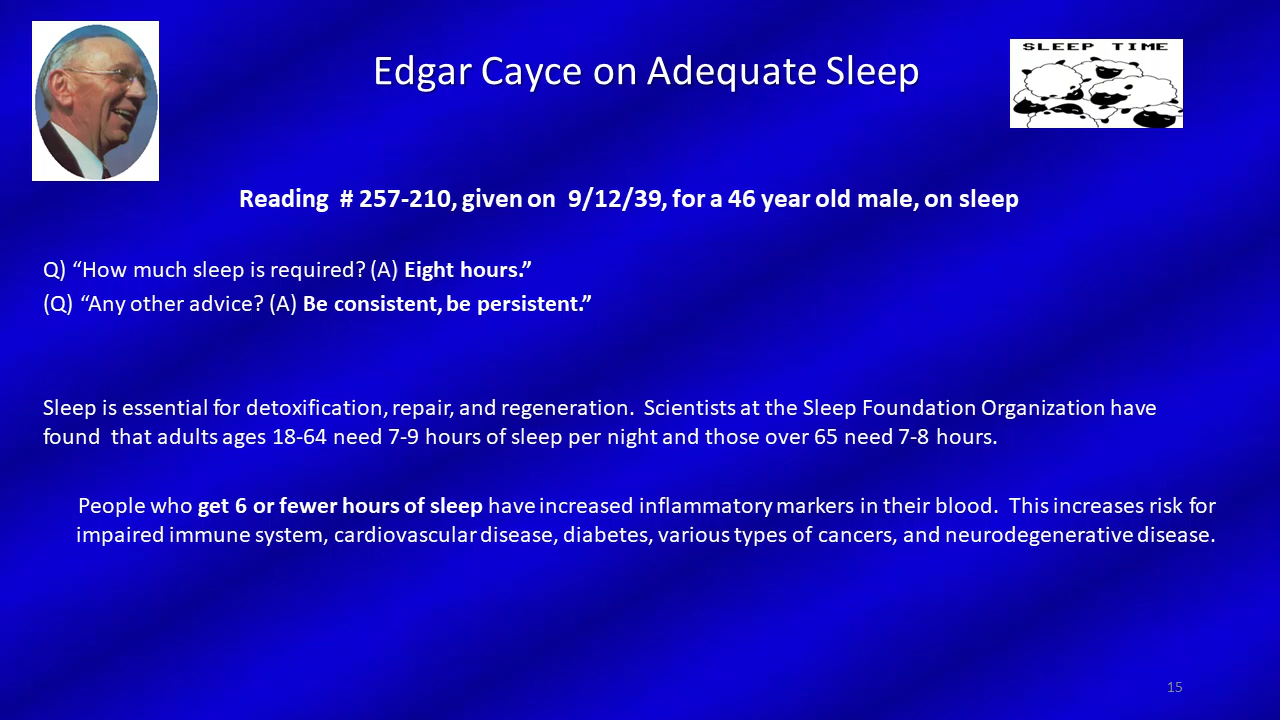 SLEEP TIME
Edgar Cayce on Adequate Sleep
Reading  # 257-210, given on  9/12/39, for a 46 year old male, on sleep
Q) “How much sleep is required? (A) Eight hours.”
(Q) “Any other advice? (A) Be consistent, be persistent.”
Sleep is essential for detoxification, repair, and regeneration.  Scientists at the Sleep Foundation Organization have
found  that adults ages 18-64 need 7-9 hours of sleep per night and those over 65 need 7-8 hours.
People who get 6 or fewer hours of sleep have increased inflammatory markers in their blood.  This increases risk for
impaired immune system, cardiovascular disease, diabetes, various types of cancers, and neurodegenerative disease.
15